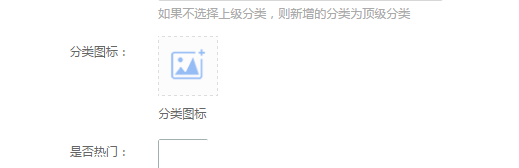 如果不选择上级分类，则新增的分类为顶级分类
分类图标：
分类图标
是否热门：